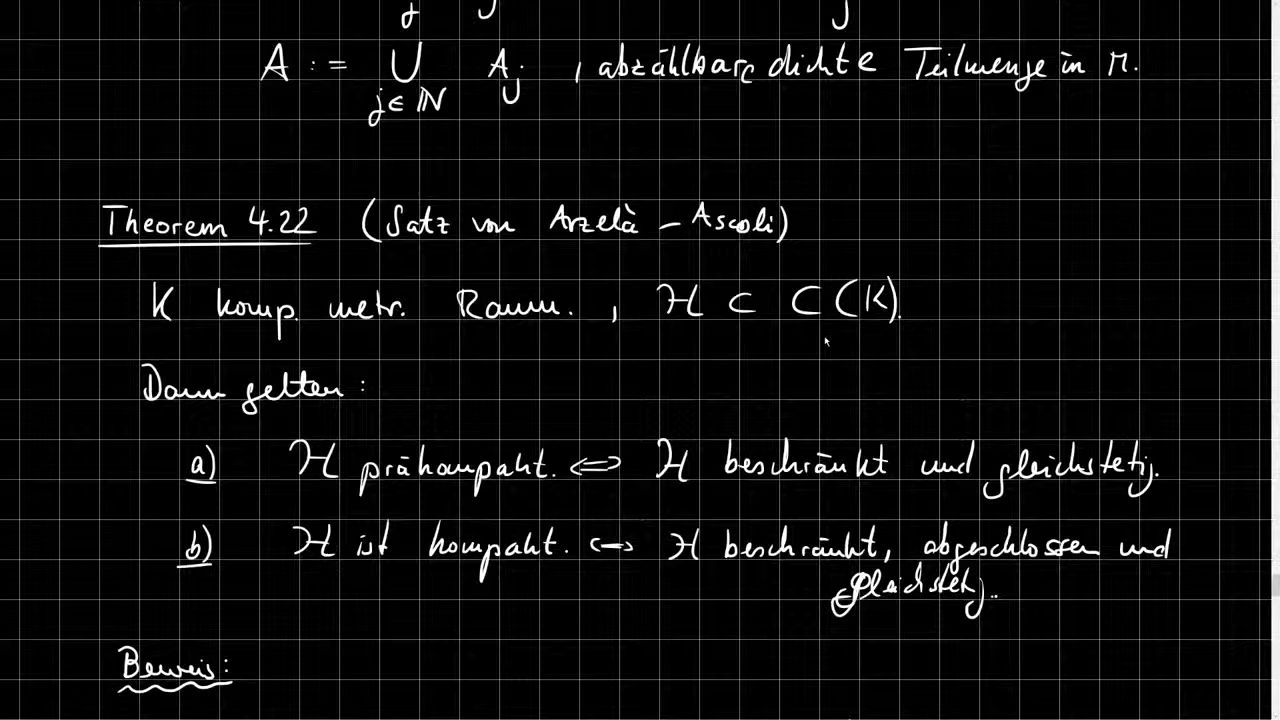 A := ⋃ A_j , abzählbare dichte Teilmenge in M.
j∈ℕ
Theorem 4.22 (Satz von Arzelà – Ascoli)
K komp. metr. Raum. , ℋ ⊂ C(K).
Dann gelten :
a) ℋ präkompakt. ⟺ ℋ beschränkt und gleichstetig.
b) ℋ ist kompakt. ⟺ ℋ beschränkt, abgeschlossen und
gleichstetig.
Beweis: